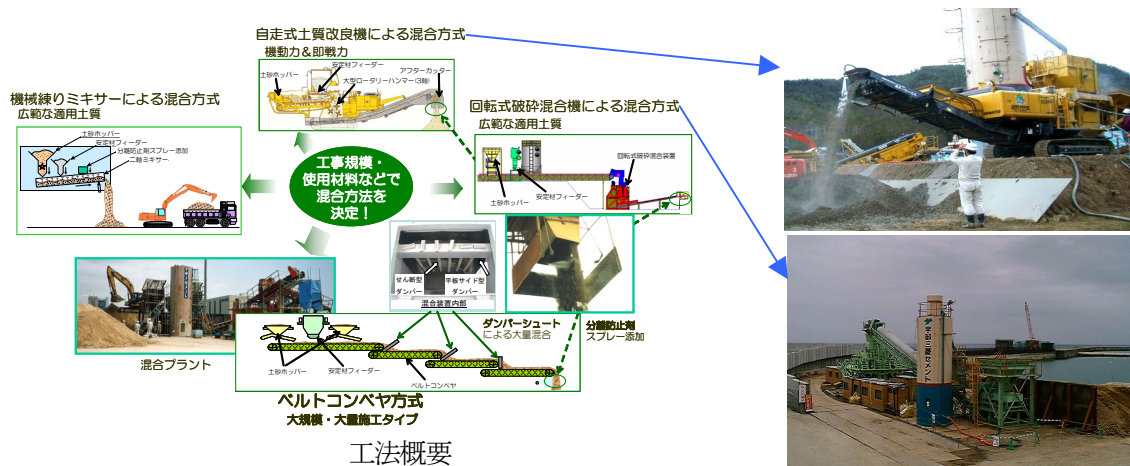 自走式土質改良機による混合方式
機動力＆即戦力
安定材フィーダー
土砂ホッパー
大型ロータリーハンマー(3軸)
アフターカッター
機械練りミキサーによる混合方式
広範な適用土質
土砂ホッパー
安定材フィーダー
分離防止剤スプレー添加
二軸ミキサー
工事規模・
使用材料などで
混合方法を
決定！
回転式破砕混合機による混合方式
広範な適用土質
回転式破砕混合装置
土砂ホッパー
安定材フィーダー
せん断型
ダンパー
平板サイド型
ダンパー
混合装置内部
混合プラント
ダンパーシュート
による大量混合
分離防止剤
スプレー添加
土砂ホッパー
安定材フィーダー
ベルトコンベヤ
ベルトコンベヤ方式
大規模・大量施工タイプ
工法概要
宇部三菱セメント